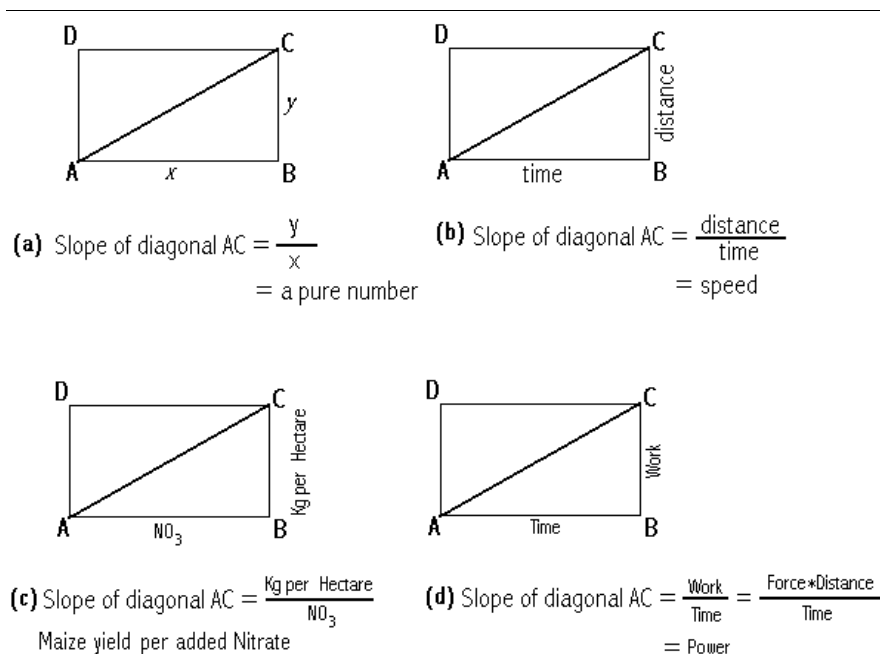 D C
y
A x B
(a) Slope of diagonal AC = y / x
= a pure number
D C
distance
A time B
(b) Slope of diagonal AC = distance / time
= speed
D C
Kg per Hectare
A NO₃ B
(c) Slope of diagonal AC = Kg per Hectare / NO₃
Maize yield per added Nitrate
D C
Work
A Time B
(d) Slope of diagonal AC = Work / Time = Force*Distance / Time
= Power